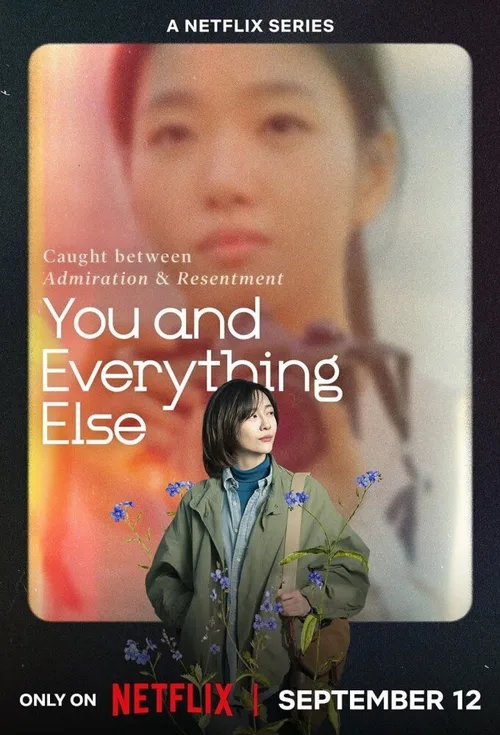 A NETFLIX SERIES
Caught between
Admiration & Resentment
You and
Everything
Else
ONLY ON NETFLIX | SEPTEMBER 12